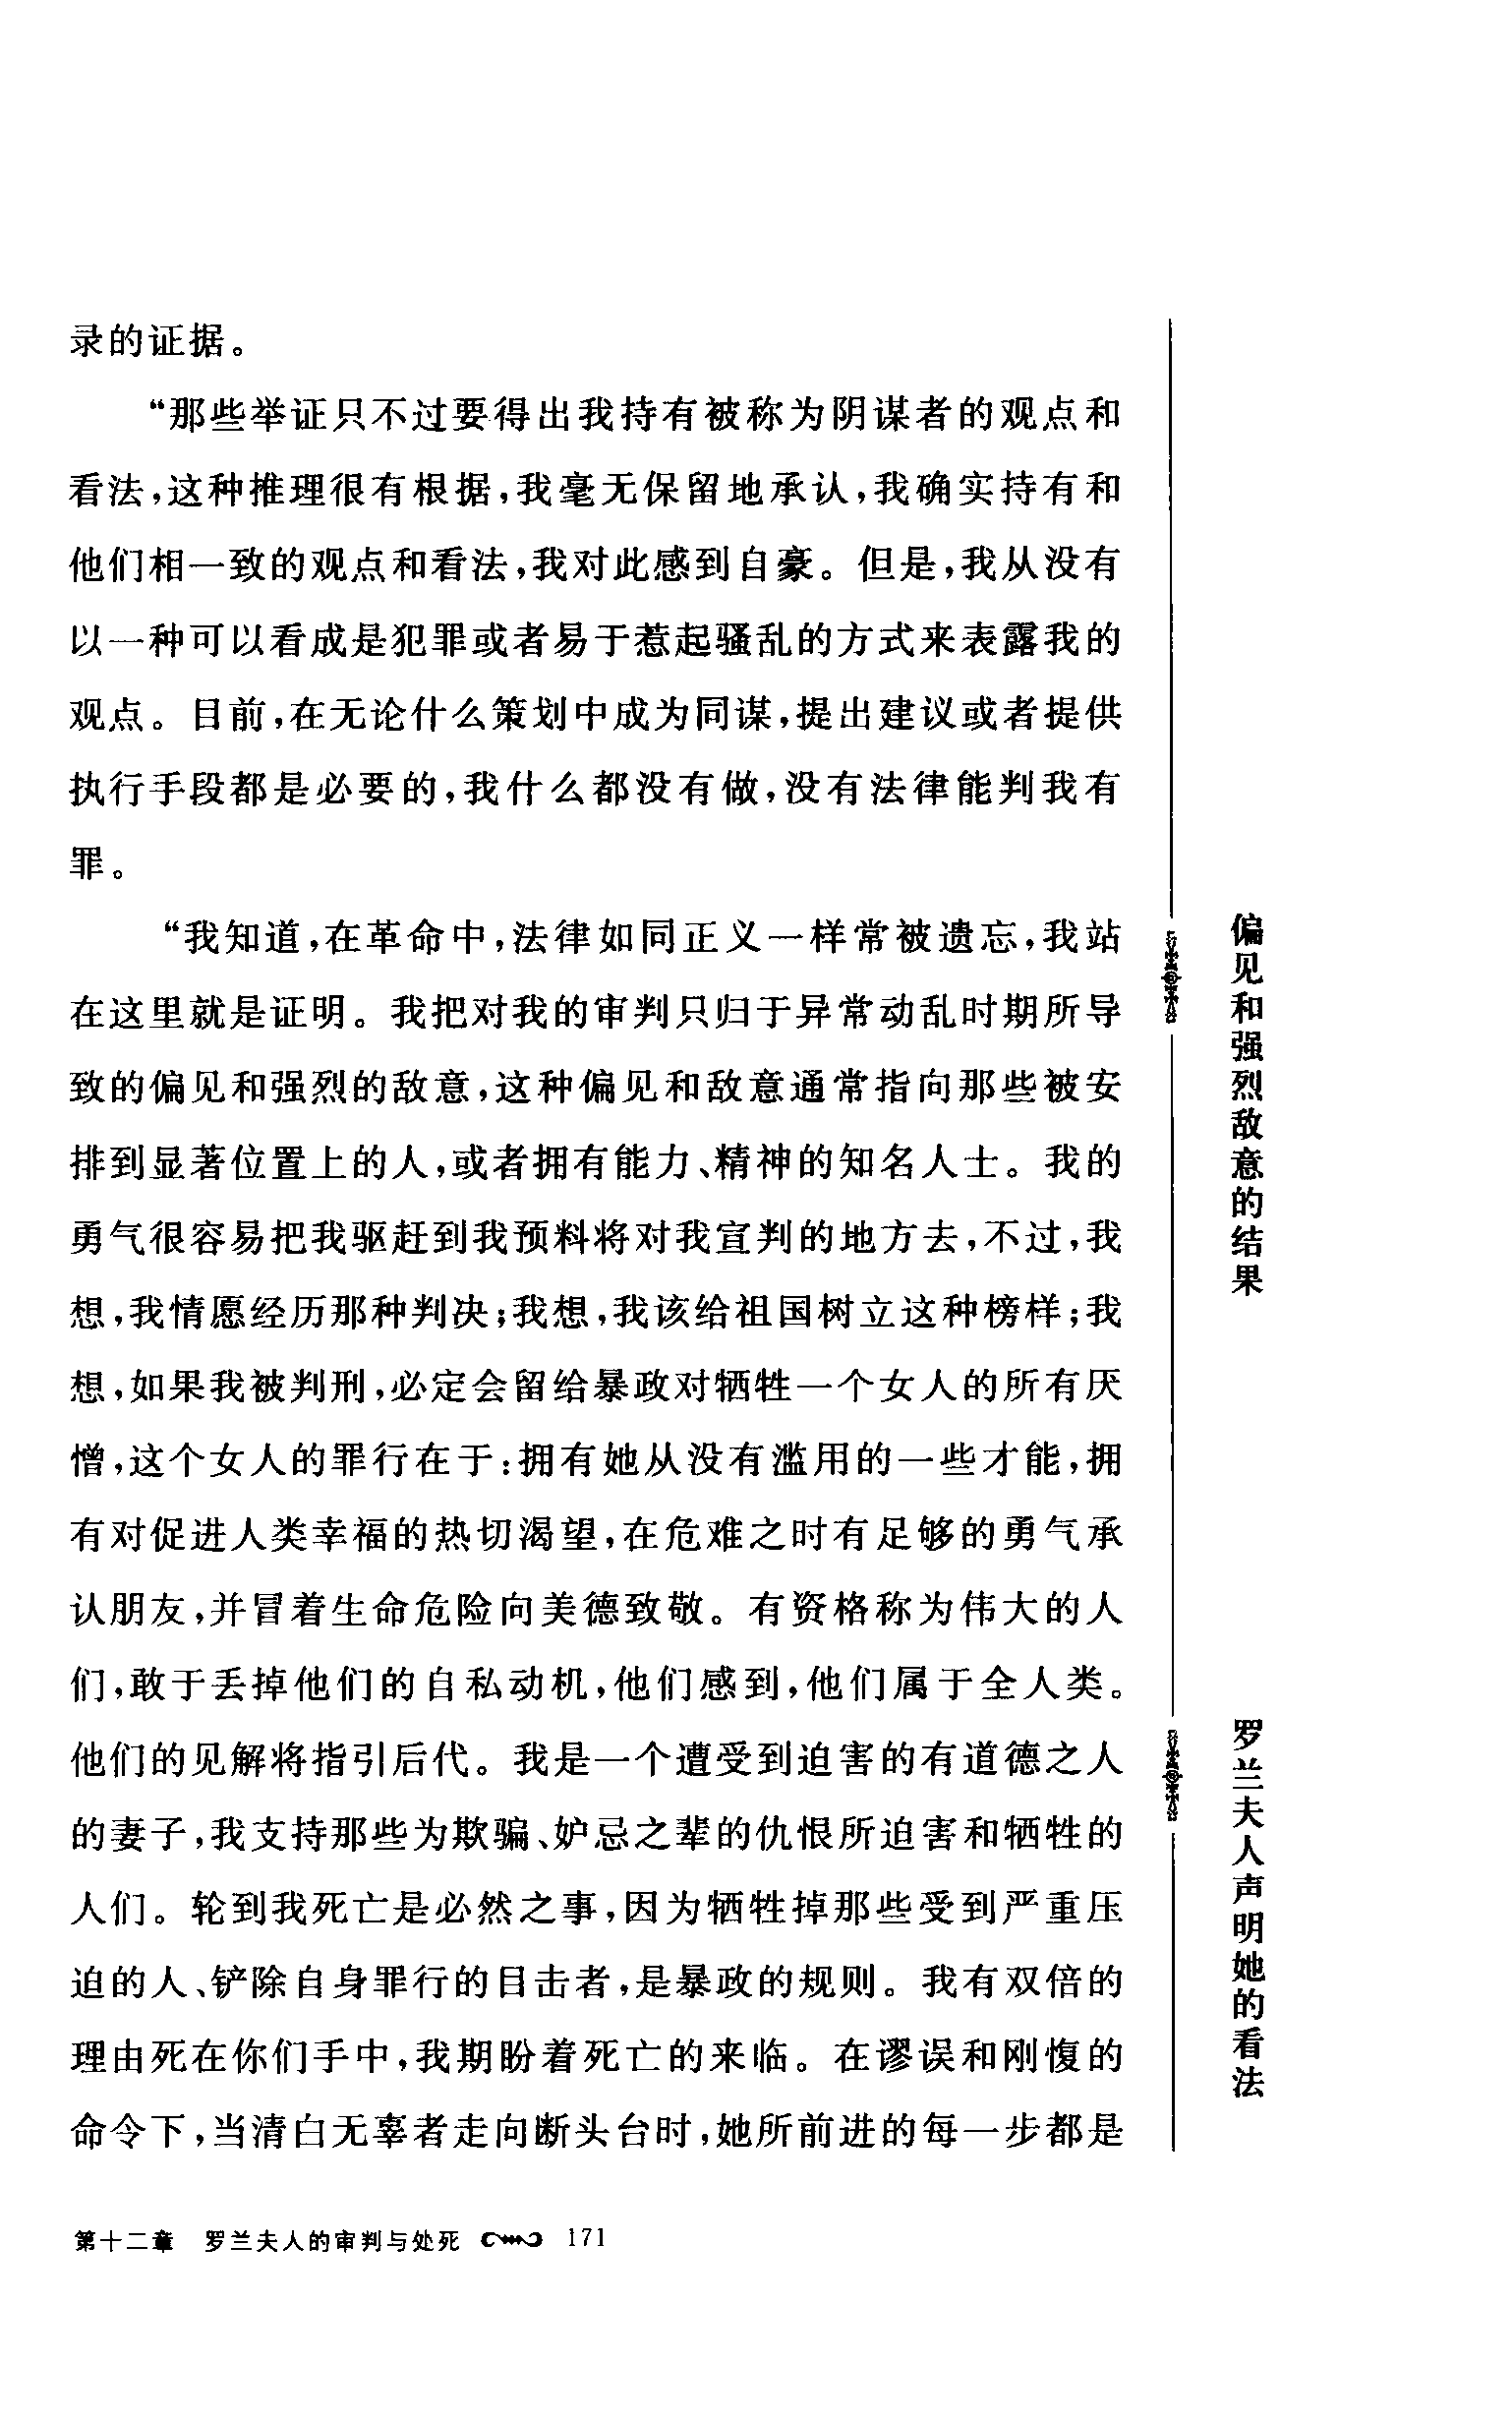 录的证据。
“那些举证只不过要得出我持有被称为阴谋者的观点和
看法,这种推理很有根据,我毫无保留地承认,我确实持有和
他们相一致的观点和看法,我对此感到自豪。但是,我从没有
以一种可以看成是犯罪或者易于惹起骚乱的方式来表露我的
观点。目前,在无论什么策划中成为同谋,提出建议或者提供
执行手段都是必要的,我什么都没有做,没有法律能判我有
罪。
“我知道,在革命中,法律如同正义一样常被遗忘,我站
在这里就是证明。我把对我的审判只归于异常动乱时期所导
致的偏见和强烈的敌意,这种偏见和敌意通常指向那些被安
排到显著位置上的人,或者拥有能力、精神的知名人士。我的
勇气很容易把我驱赶到我预料将对我宣判的地方去,不过,我
想,我情愿经历那种判决;我想,我该给祖国树立这种榜样;我
想,如果我被判刑,必定会留给暴政对牺牲一个女人的所有厌
憎,这个女人的罪行在于:拥有她从没有滥用的一些才能,拥
有对促进人类幸福的热切渴望,在危难之时有足够的勇气承
认朋友,并冒着生命危险向美德致敬。有资格称为伟大的人
们,敢于丢掉他们的自私动机,他们感到,他们属于全人类。
他们的见解将指引后代。我是一个遭受到迫害的有道德之人
的妻子,我支持那些为欺骗、妒忌之辈的仇恨所迫害和牺牲的
人们。轮到我死亡是必然之事,因为牺牲掉那些受到严重压
迫的人、铲除自身罪行的目击者,是暴政的规则。我有双倍的
理由死在你们手中,我期盼着死亡的来临。在谬误和刚愎的
命令下,当清白无辜者走向断头台时,她所前进的每一步都是
偏见和强烈敌意的结果
罗兰夫人声明她的看法
第十二章 罗兰夫人的审判与处死 171